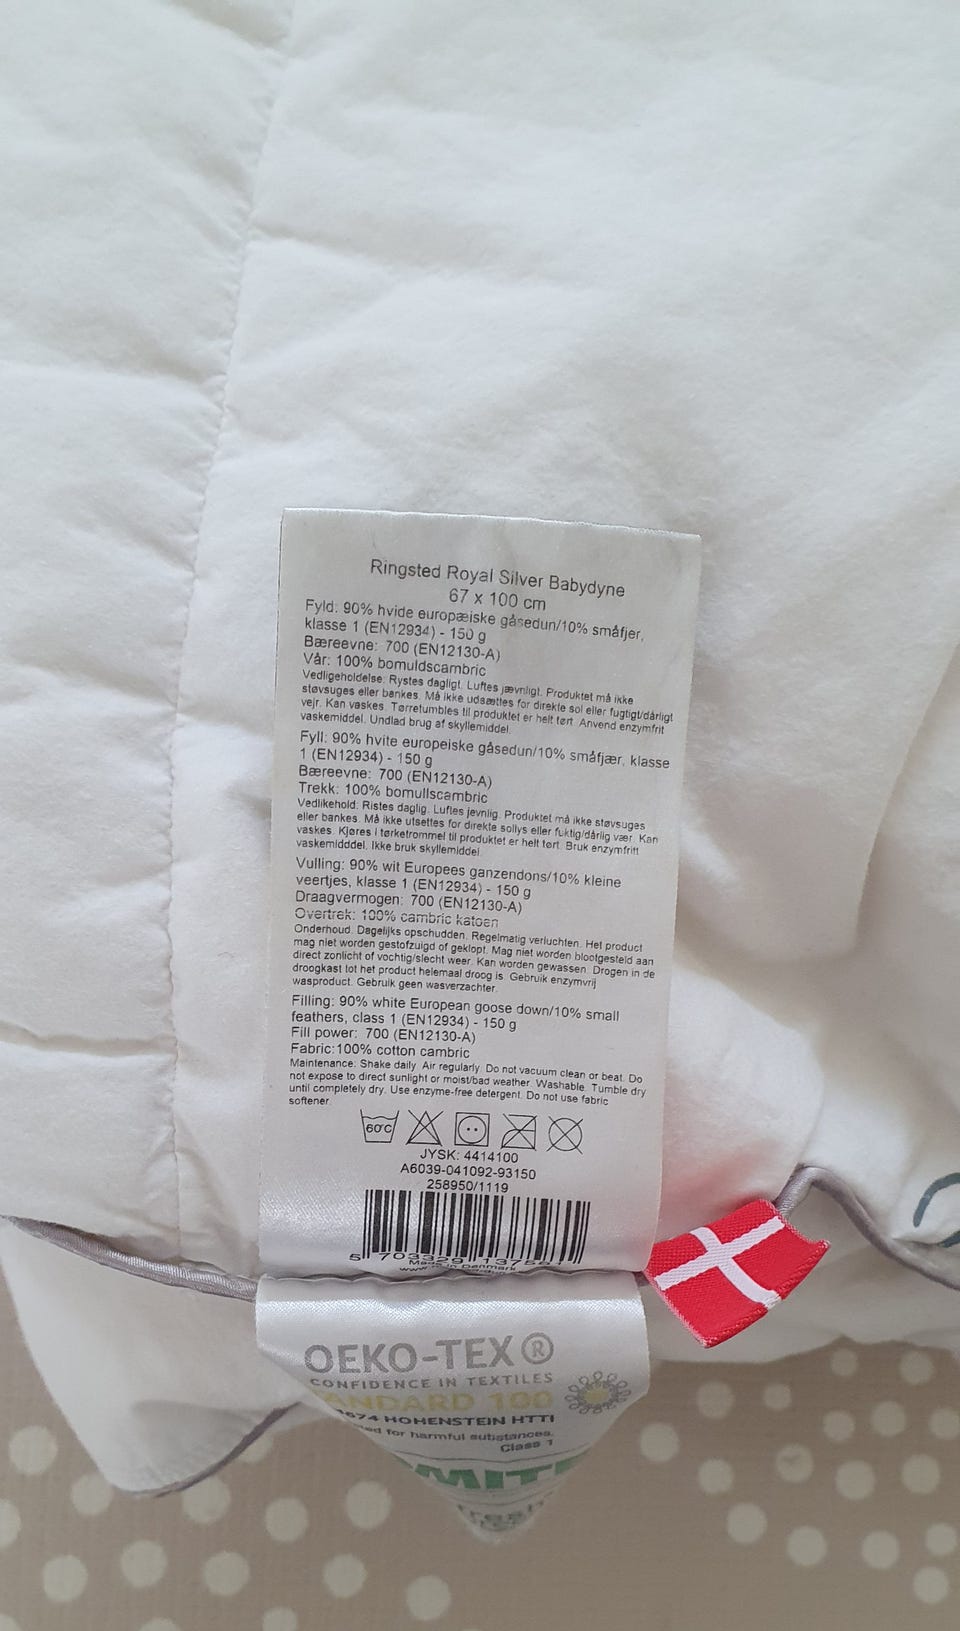 Ringsted Royal Silver Babydyne
67 x 100 cm
Fyld: 90% hvide europæiske gåsedun/10% småfjer,
klasse 1 (EN12934) - 150 g
Bæreevne: 700 (EN12130-A)
Vår: 100% bomuldscambric
Vedligeholdelse: Rystes dagligt. Luftes jævnligt. Produktet må ikke
støvsuges eller bankes. Må ikke udsættes for direkte sol eller fugtigt/dårligt
vejr. Kan vaskes. Tørretumbles til produktet er helt tørt. Anvend enzymfrit
vaskemiddel. Undlad brug af skyllemiddel.
Fyll: 90% hvite europeiske gåsedun/10% småfjær, klasse
1 (EN12934) - 150 g
Bæreevne: 700 (EN12130-A)
Trekk: 100% bomullscambric
Vedlikehold: Ristes daglig. Luftes jevnlig. Produktet må ikke støvsuges
eller bankes. Må ikke utsettes for direkte sollys eller fuktig/dårlig vær. Kan
vaskes. Kjøres i tørketrommel til produktet er helt tørt. Bruk enzymfritt
vaskemidddel. Ikke bruk skyllemiddel.
Vulling: 90% wit Europees ganzendons/10% kleine
veertjes, klasse 1 (EN12934) - 150 g
Draagvermogen: 700 (EN12130-A)
Overtrek: 100% cambric katoen
Onderhoud. Dagelijks opschudden. Regelmatig verluchten. Het product
mag niet worden gestofzuigd of geklopt. Mag niet worden blootgesteld aan
direct zonlicht of vochtig/slecht weer. Kan worden gewassen. Drogen in de
droogkast tot het product helemaal droog is. Gebruik enzymvrij
wasproduct. Gebruik geen wasverzachter.
Filling: 90% white European goose down/10% small
feathers, class 1 (EN12934) - 150 g
Fill power: 700 (EN12130-A)
Fabric:100% cotton cambric
Maintenance: Shake daily. Air regularly. Do not vacuum clean or beat. Do
not expose to direct sunlight or moist/bad weather. Washable. Tumble dry
until completely dry. Use enzyme-free detergent. Do not use fabric
softener.
60°C
JYSK: 4414100
A6039-041092-93150
258950/1119
5 703329 13755
Made in Denmark
OEKO-TEX®
CONFIDENCE IN TEXTILES
STANDARD 100
HOHENSTEIN HTTI
for harmful substances.
Class 1
fresh